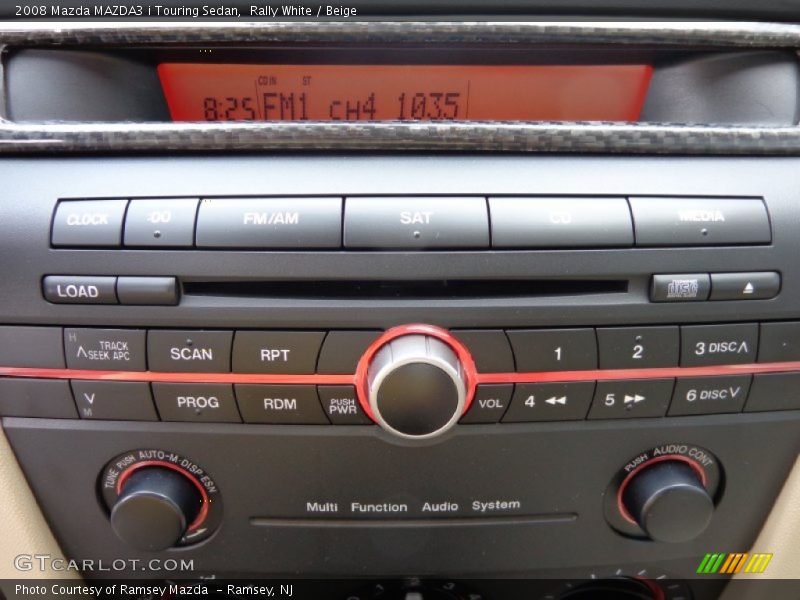 2008 Mazda MAZDA3 i Touring Sedan,  Rally White / Beige
CD IN ST
8:25 FM1 CH4 103.5
CLOCK :00 FM/AM SAT CD MEDIA
LOAD
H TRACK SCAN RPT 1 2 3 DISC∧
∧SEEK APC
∨ PROG RDM PUSH VOL 4 ◀◀ 5 ▶▶ 6 DISC∨
M PWR
TUNE PUSH AUTO-M·DISP·ESN
PUSH AUDIO CONT
Multi Function Audio System
GTCARLOT.COM
Photo Courtesy of Ramsey Mazda  - Ramsey, NJ